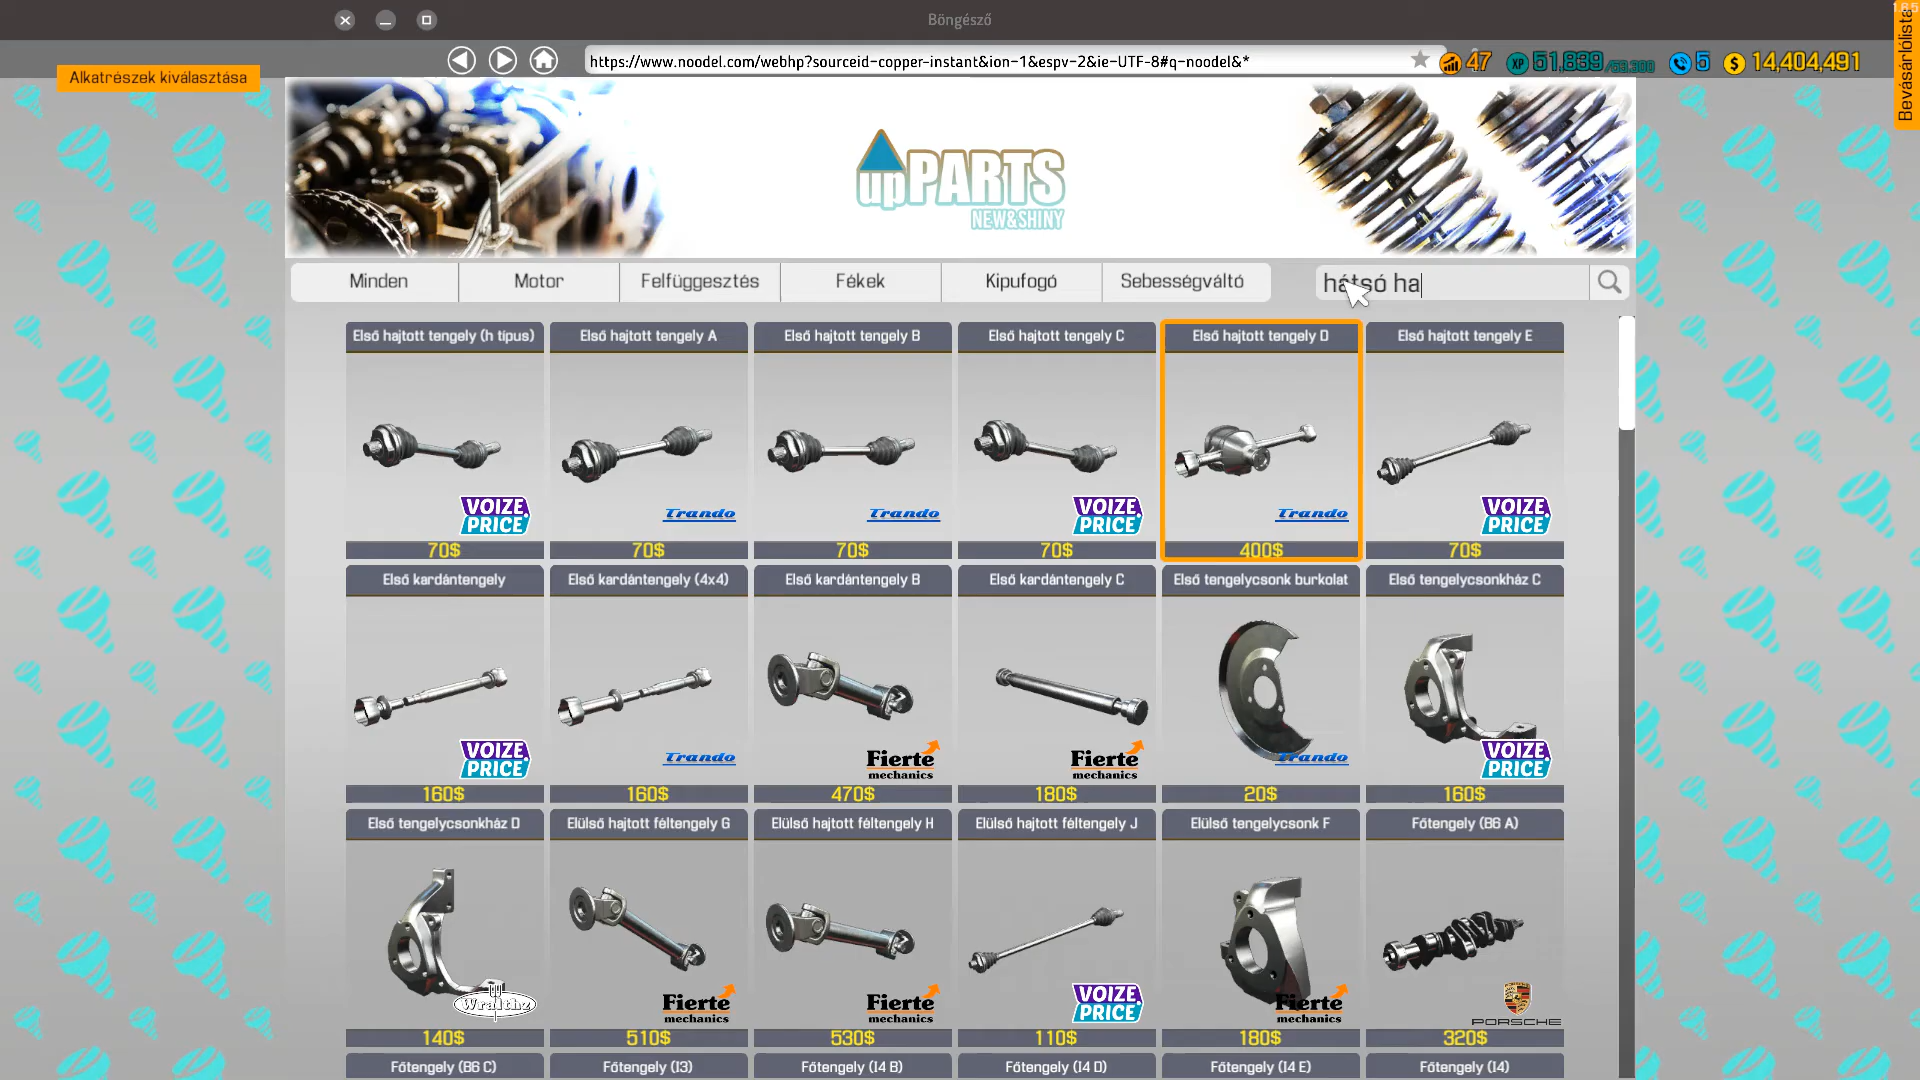 Böngésző
185
https://www.noodel.com/webhp?sourceid-copper-instant&ion-1&espv-2&ie-UTF-8#q-noodel&*
47
XP 51,839/53,300
5
$ 14,404,491
Alkatrészek kiválasztása
Bevásárlólista
upPARTS
NEW&SHINY
Minden
Motor
Felfüggesztés
Fékek
Kipufogó
Sebességváltó
hátsó ha
Első hajtott tengely (h típus)
Első hajtott tengely A
Első hajtott tengely B
Első hajtott tengely C
Első hajtott tengely D
Első hajtott tengely E
VOIZE PRICE
Trando
Trando
VOIZE PRICE
Trando
VOIZE PRICE
70$
70$
70$
70$
400$
70$
Első kardántengely
Első kardántengely (4x4)
Első kardántengely B
Első kardántengely C
Első tengelycsonk burkolat
Első tengelycsonkház C
VOIZE PRICE
Trando
Fierte mechanics
Fierte mechanics
Trando
VOIZE PRICE
160$
160$
470$
180$
20$
160$
Első tengelycsonkház D
Elülső hajtott féltengely G
Elülső hajtott féltengely H
Elülső hajtott féltengely J
Elülső tengelycsonk F
Főtengely (B6 A)
Wralthz
Fierte mechanics
Fierte mechanics
VOIZE PRICE
Fierte mechanics
PORSCHE
140$
510$
530$
110$
180$
320$
Főtengely (B6 C)
Főtengely (I3)
Főtengely (I4 B)
Főtengely (I4 D)
Főtengely (I4 E)
Főtengely (I4)